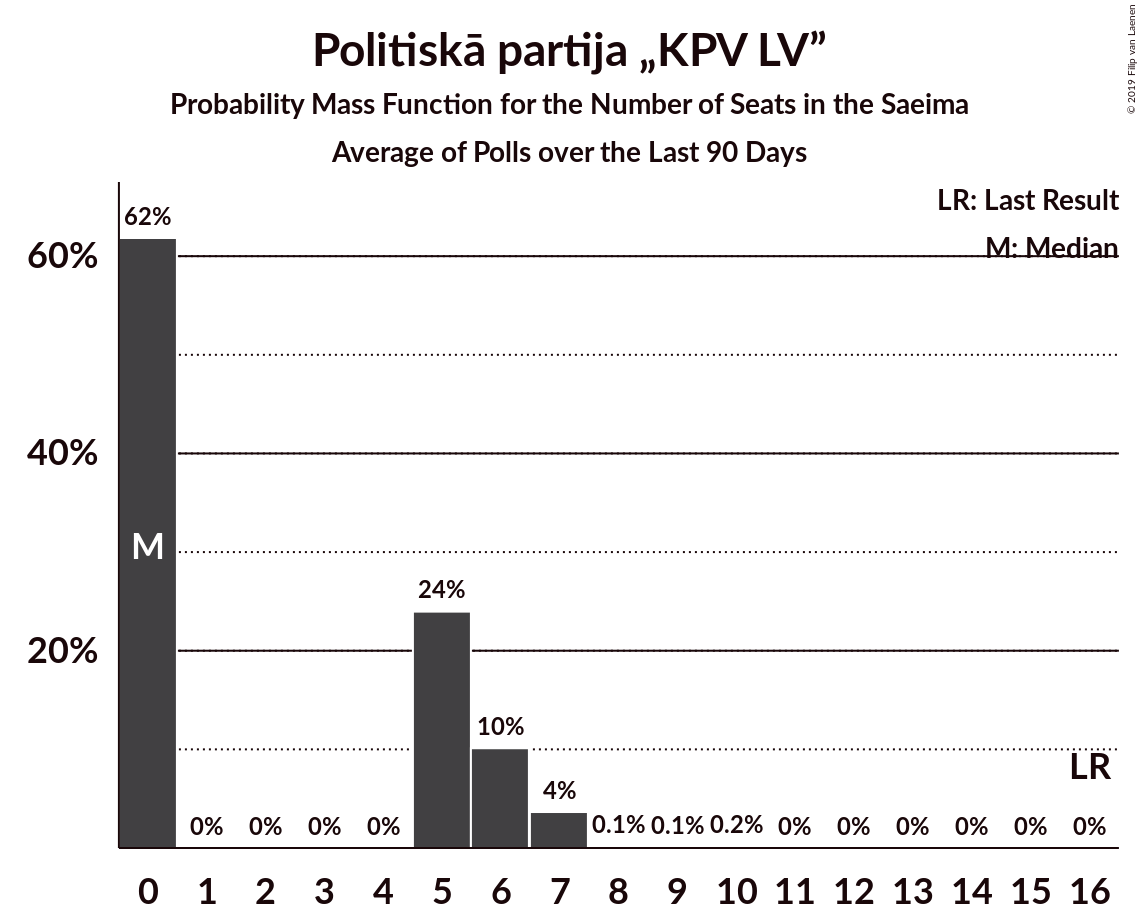 Politiskā partija „KPV LV”
Probability Mass Function for the Number of Seats in the Saeima
Average of Polls over the Last 90 Days
© 2019 Filip van Laenen
LR: Last Result
M: Median
62%
60%
40%
M
24%
20%
10%
LR
4%
0% 0% 0% 0% 0.1% 0.1% 0.2% 0% 0% 0% 0% 0% 0%
0 1 2 3 4 5 6 7 8 9 10 11 12 13 14 15 16